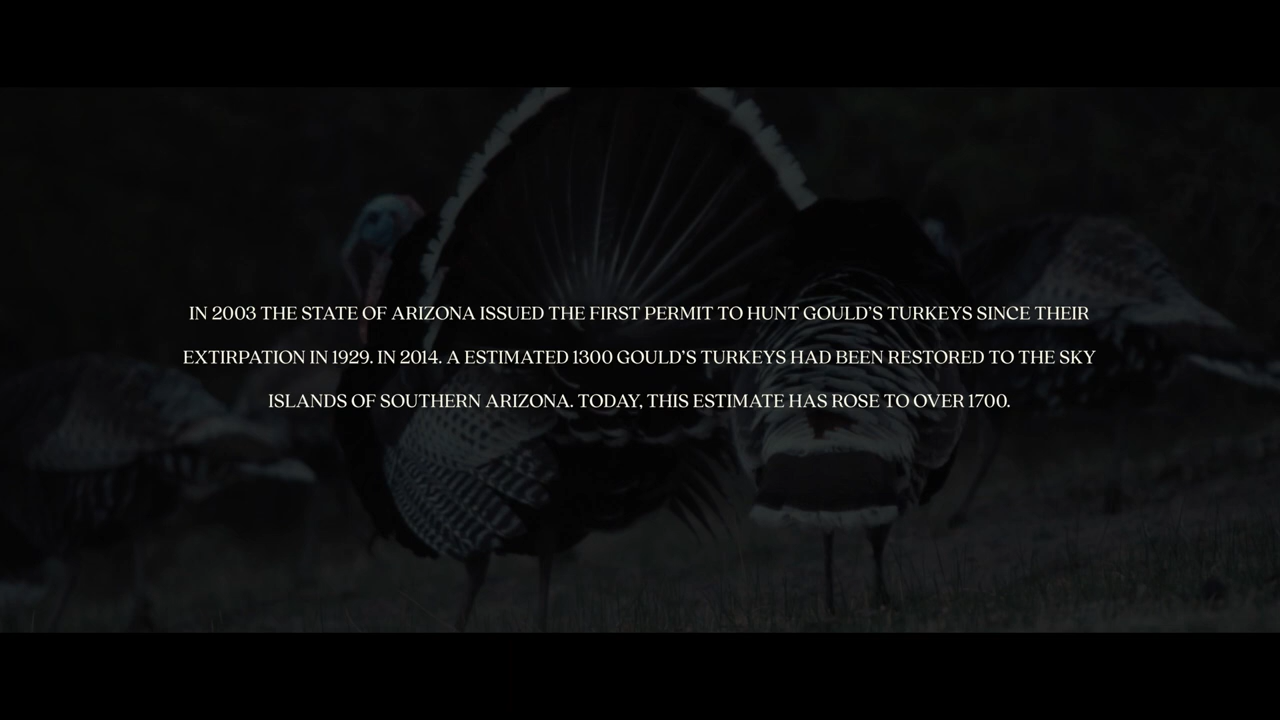 IN 2003 THE STATE OF ARIZONA ISSUED THE FIRST PERMIT TO HUNT GOULD'S TURKEYS SINCE THEIR
EXTIRPATION IN 1929. IN 2014. A ESTIMATED 1300 GOULD'S TURKEYS HAD BEEN RESTORED TO THE SKY
ISLANDS OF SOUTHERN ARIZONA. TODAY, THIS ESTIMATE HAS ROSE TO OVER 1700.